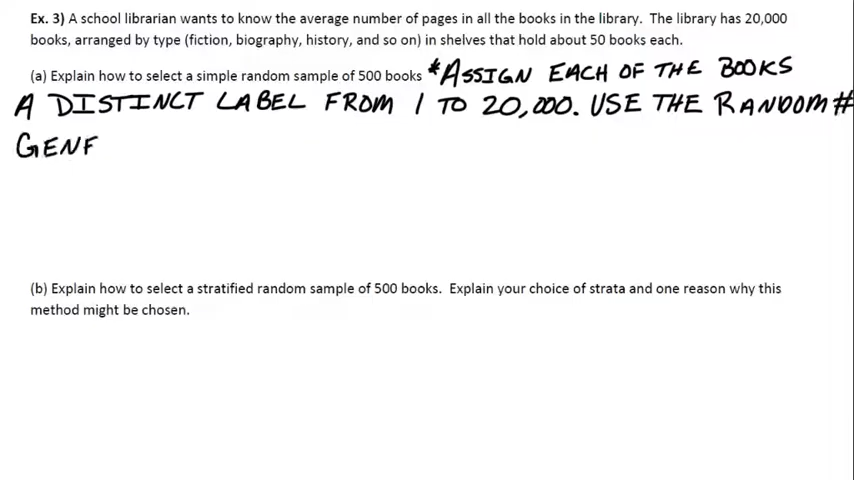 Ex. 3) A school librarian wants to know the average number of pages in all the books in the library. The library has 20,000
books, arranged by type (fiction, biography, history, and so on) in shelves that hold about 50 books each.
(a) Explain how to select a simple random sample of 500 books *ASSIGN EACH OF THE BOOKS
A DISTINCT LABEL FROM 1 TO 20,000. USE THE RANDOM #
GENF
(b) Explain how to select a stratified random sample of 500 books. Explain your choice of strata and one reason why this
method might be chosen.